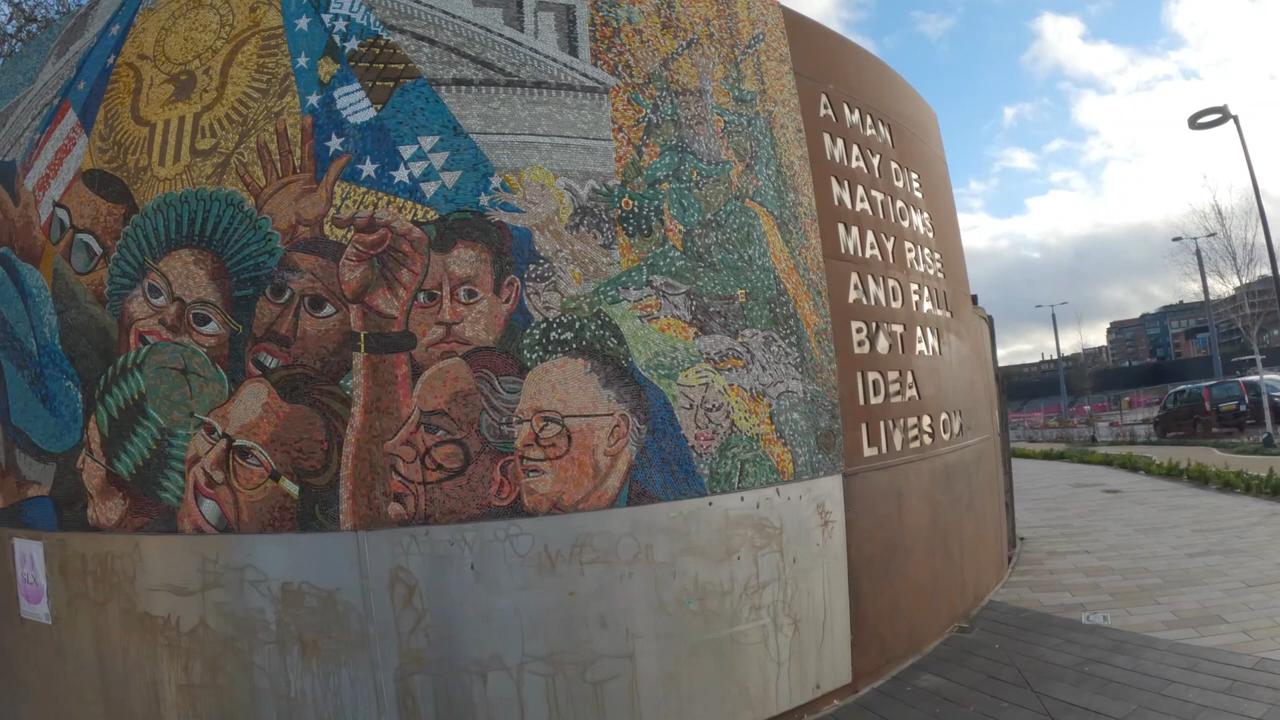 A MAN
MAY DIE
NATIONS
MAY RISE
AND FALL
BUT AN
IDEA
LIVES ON